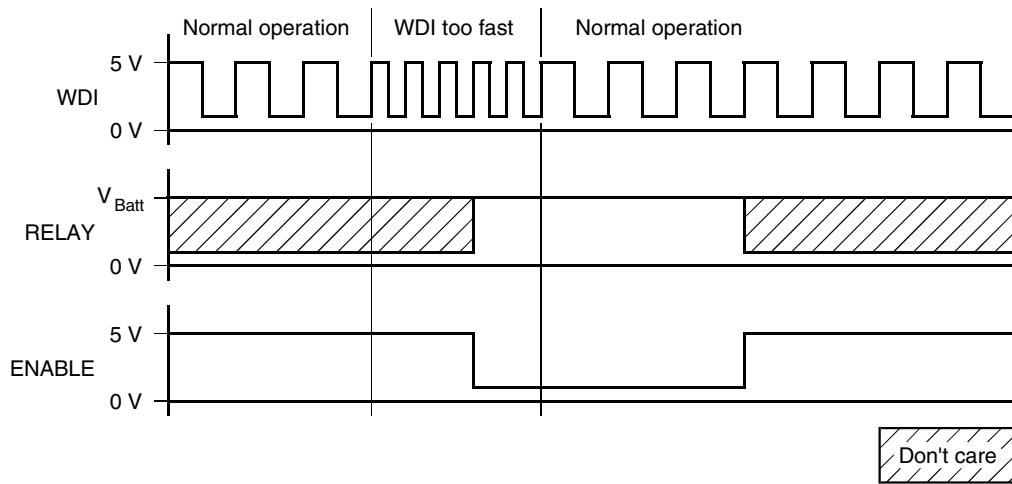 Normal operation WDI too fast Normal operation
5 V
WDI
0 V
V Batt
RELAY
0 V
5 V
ENABLE
0 V
Don't care